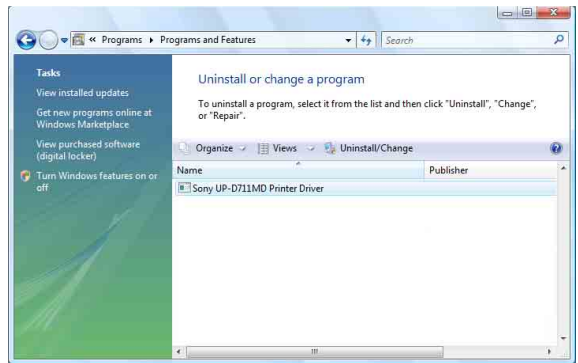 « Programs ▸ Programs and Features
Search
Tasks
View installed updates
Get new programs online at
Windows Marketplace
View purchased software
(digital locker)
Turn Windows features on or
off
Uninstall or change a program
To uninstall a program, select it from the list and then click "Uninstall", "Change",
or "Repair".
Organize Views Uninstall/Change
Name Publisher
Sony UP-D711MD Printer Driver